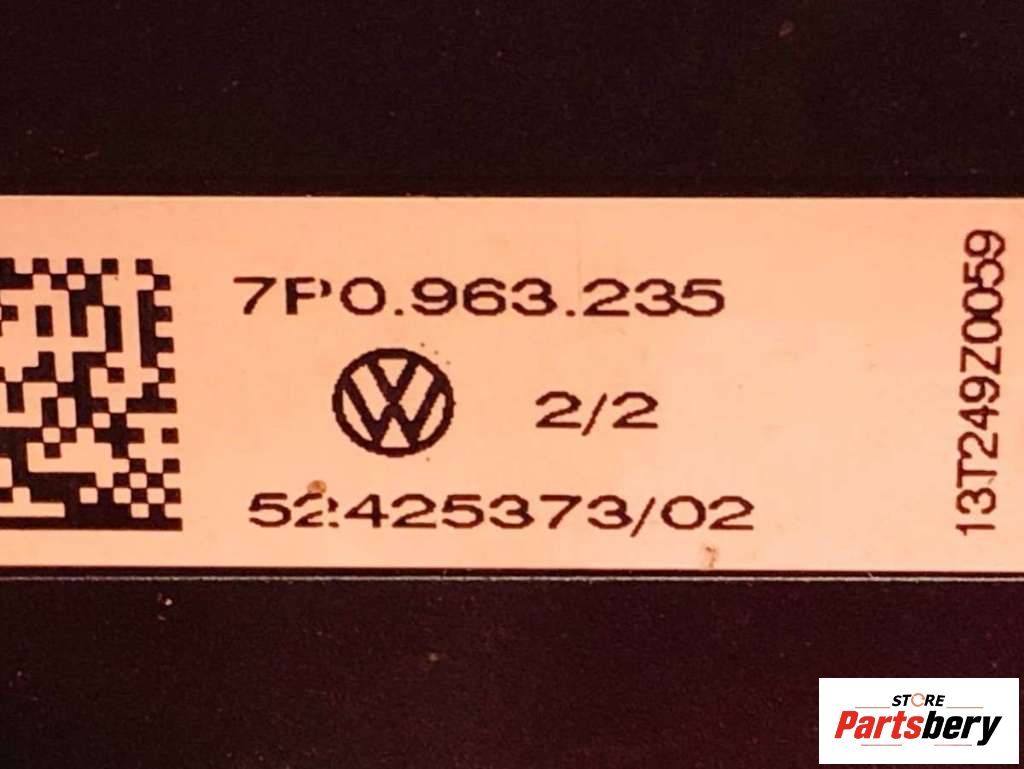 7P0.963.235
2/2
52425373/02
13T249Z0059
STORE
Partsbery